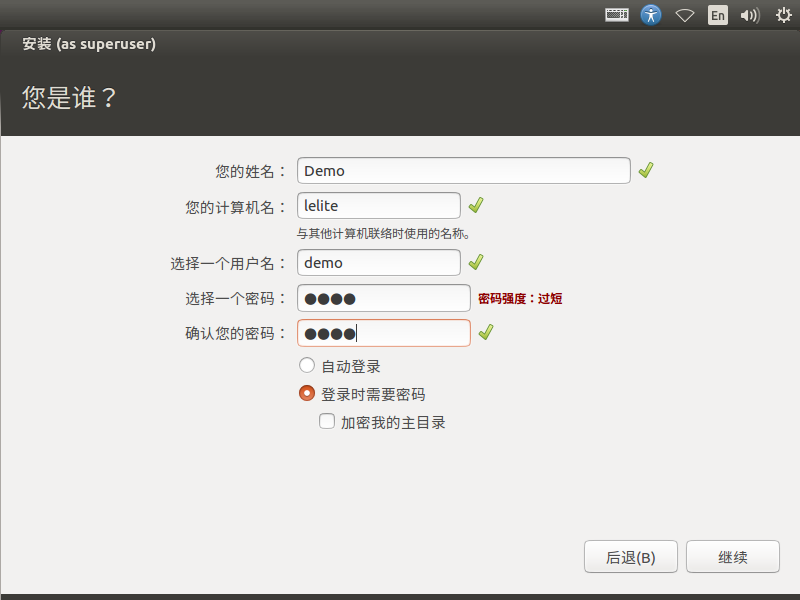 En
安装 (as superuser)
您是谁？
您的姓名： Demo
您的计算机名： lelite
与其他计算机联络时使用的名称。
选择一个用户名： demo
选择一个密码： ●●●● 密码强度：过短
确认您的密码： ●●●●
自动登录
登录时需要密码
加密我的主目录
后退(B) 继续